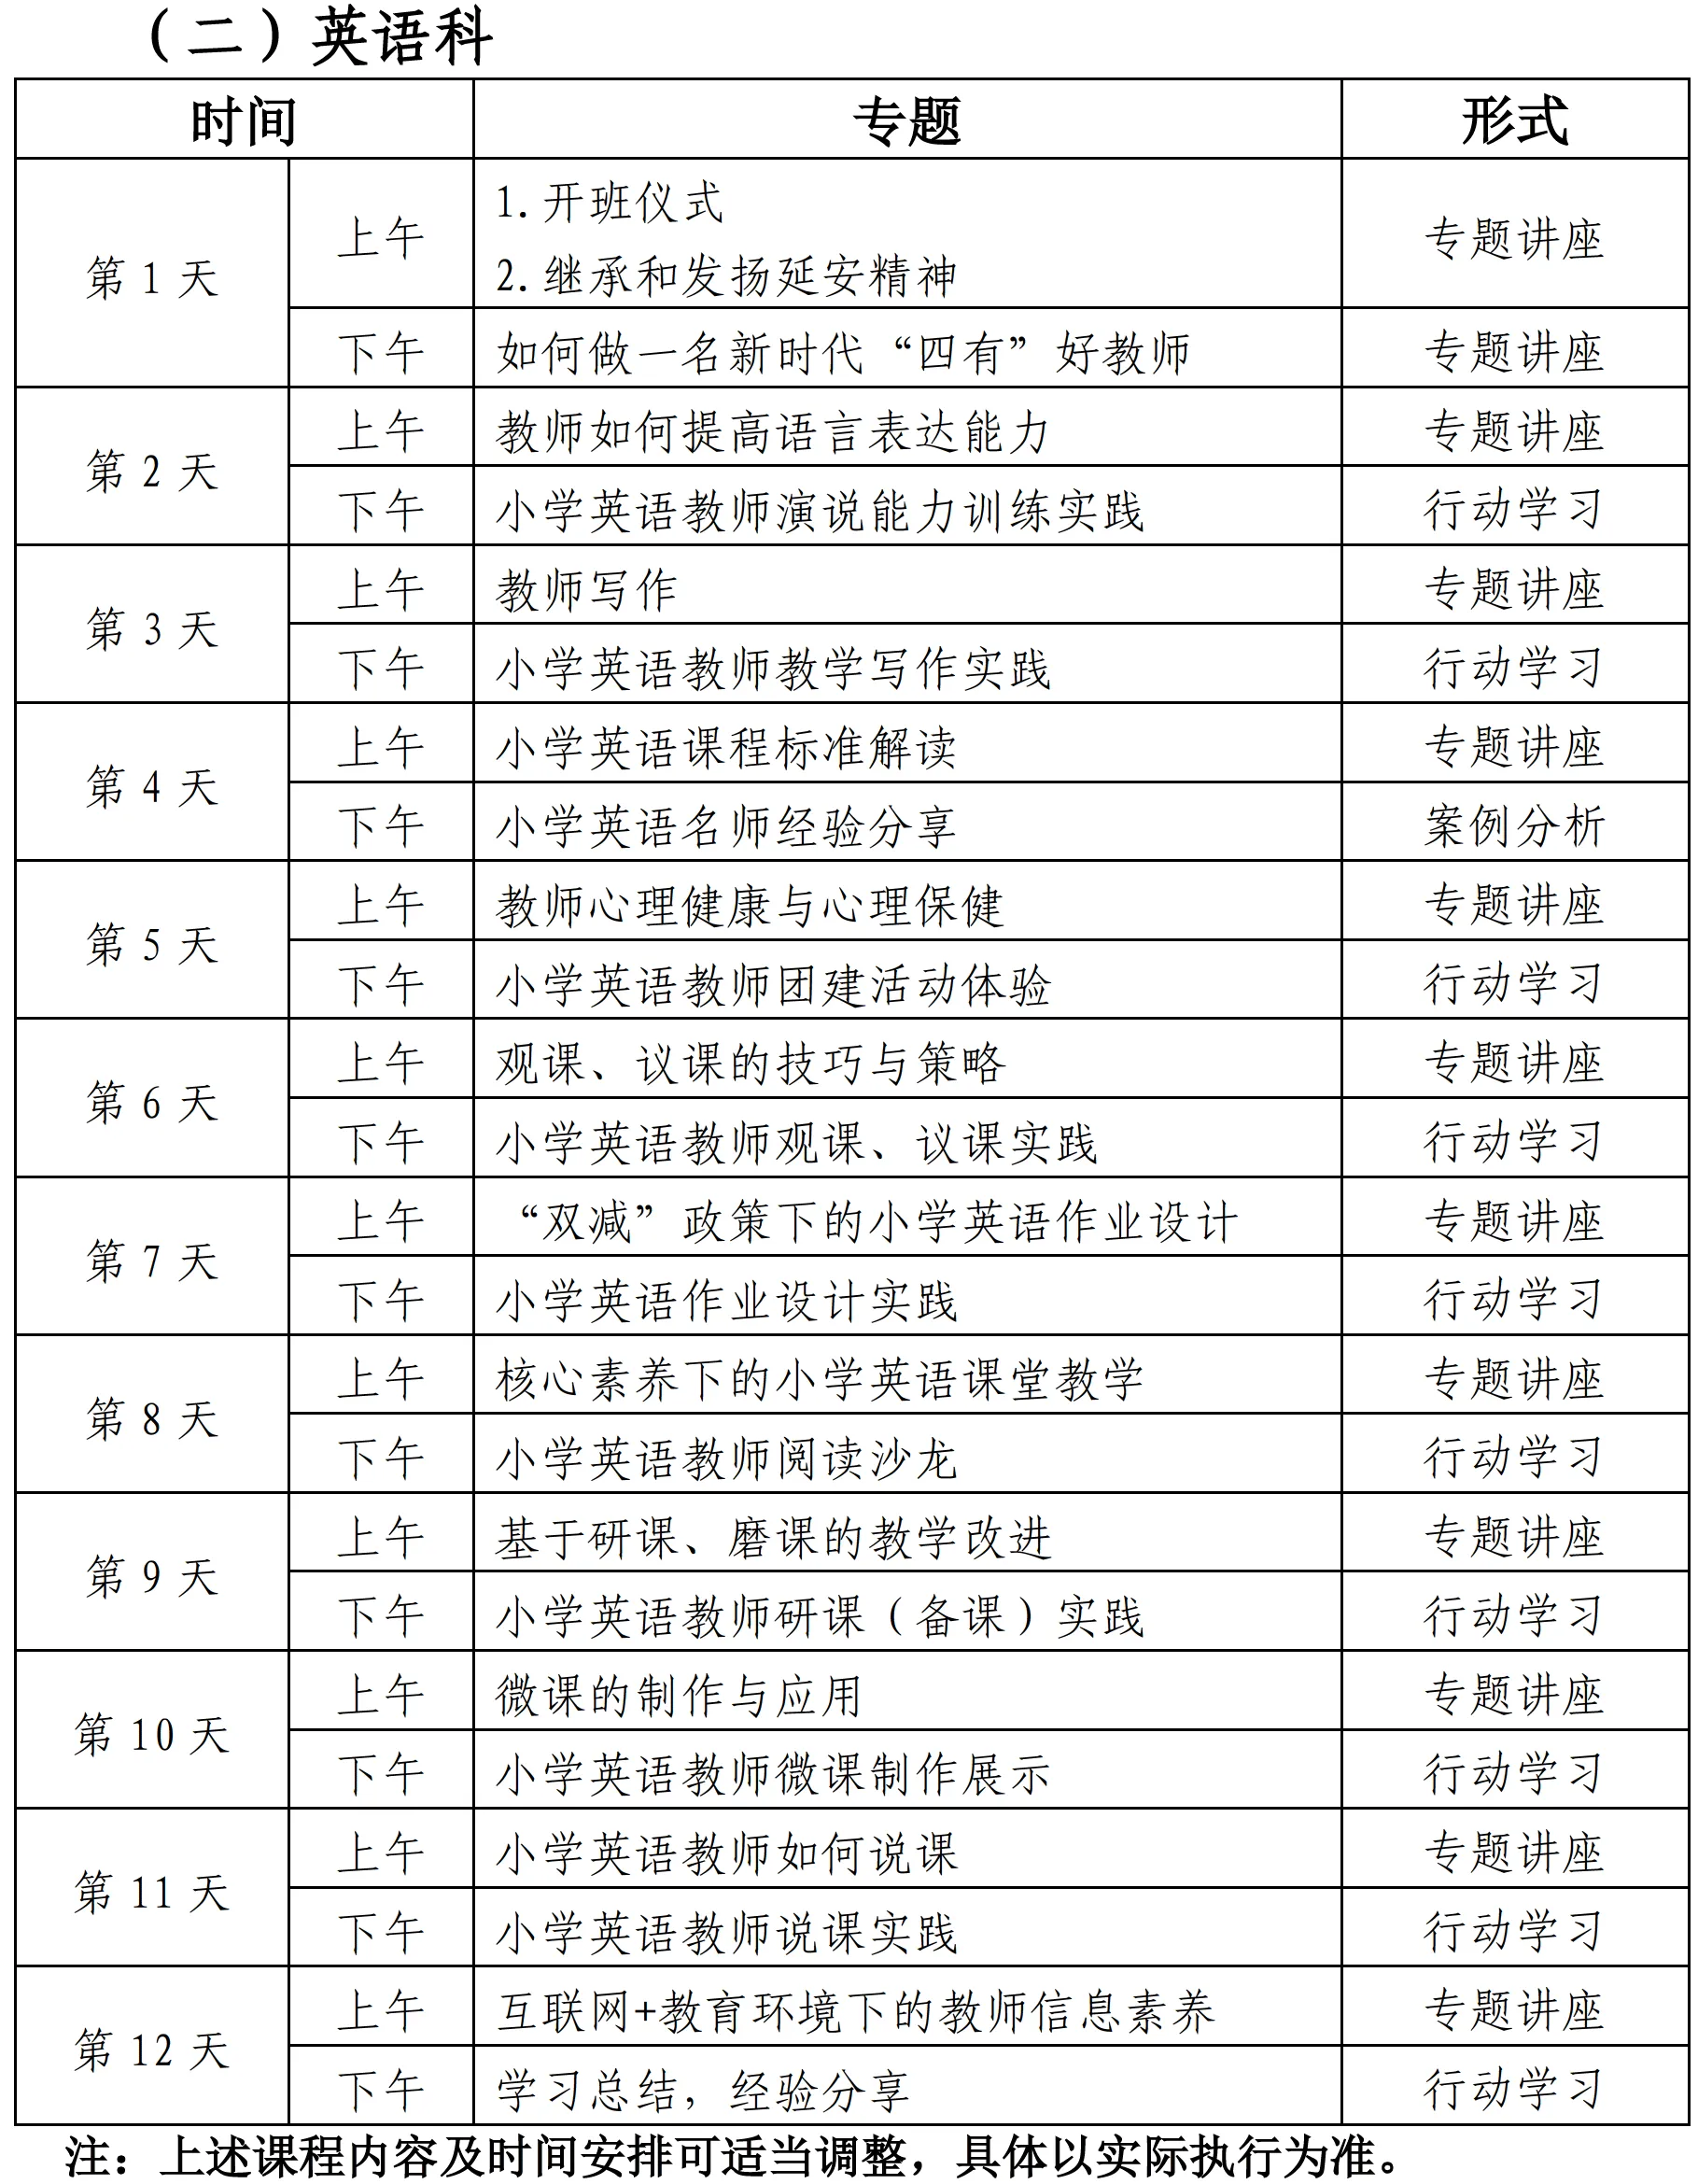 （二）英语科
时间 专题 形式
第 1 天 上午 1.开班仪式
2.继承和发扬延安精神 专题讲座
下午 如何做一名新时代“四有”好教师 专题讲座
第 2 天 上午 教师如何提高语言表达能力 专题讲座
下午 小学英语教师演说能力训练实践 行动学习
第 3 天 上午 教师写作 专题讲座
下午 小学英语教师教学写作实践 行动学习
第 4 天 上午 小学英语课程标准解读 专题讲座
下午 小学英语名师经验分享 案例分析
第 5 天 上午 教师心理健康与心理保健 专题讲座
下午 小学英语教师团建活动体验 行动学习
第 6 天 上午 观课、议课的技巧与策略 专题讲座
下午 小学英语教师观课、议课实践 行动学习
第 7 天 上午 “双减”政策下的小学英语作业设计 专题讲座
下午 小学英语作业设计实践 行动学习
第 8 天 上午 核心素养下的小学英语课堂教学 专题讲座
下午 小学英语教师阅读沙龙 行动学习
第 9 天 上午 基于研课、磨课的教学改进 专题讲座
下午 小学英语教师研课（备课）实践 行动学习
第 10 天 上午 微课的制作与应用 专题讲座
下午 小学英语教师微课制作展示 行动学习
第 11 天 上午 小学英语教师如何说课 专题讲座
下午 小学英语教师说课实践 行动学习
第 12 天 上午 互联网+教育环境下的教师信息素养 专题讲座
下午 学习总结，经验分享 行动学习
注：上述课程内容及时间安排可适当调整，具体以实际执行为准。